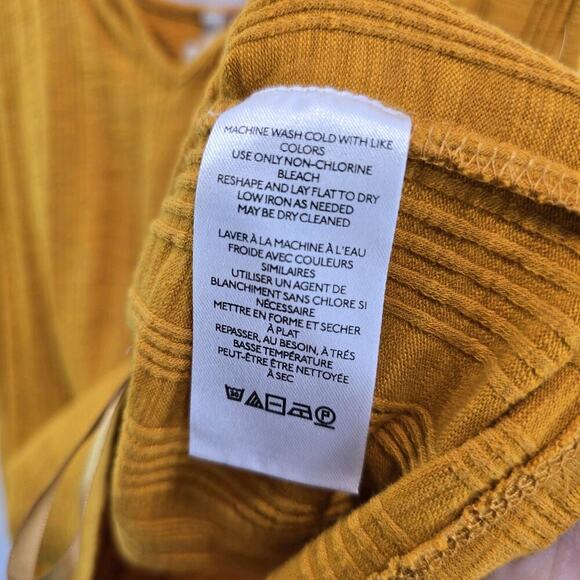 MACHINE WASH COLD WITH LIKE
COLORS
USE ONLY NON-CHLORINE
BLEACH
RESHAPE AND LAY FLAT TO DRY
LOW IRON AS NEEDED
MAY BE DRY CLEANED
LAVER À LA MACHINE À L'EAU
FROIDE AVEC COULEURS
SIMILAIRES
UTILISER UN AGENT DE
BLANCHIMENT SANS CHLORE SI
NÉCESSAIRE
METTRE EN FORME ET SECHER
À PLAT
REPASSER, AU BESOIN, À TRÉS
BASSE TEMPÉRATURE
PEUT-ÊTRE ÊTRE NETTOYÉE
À SEC
P